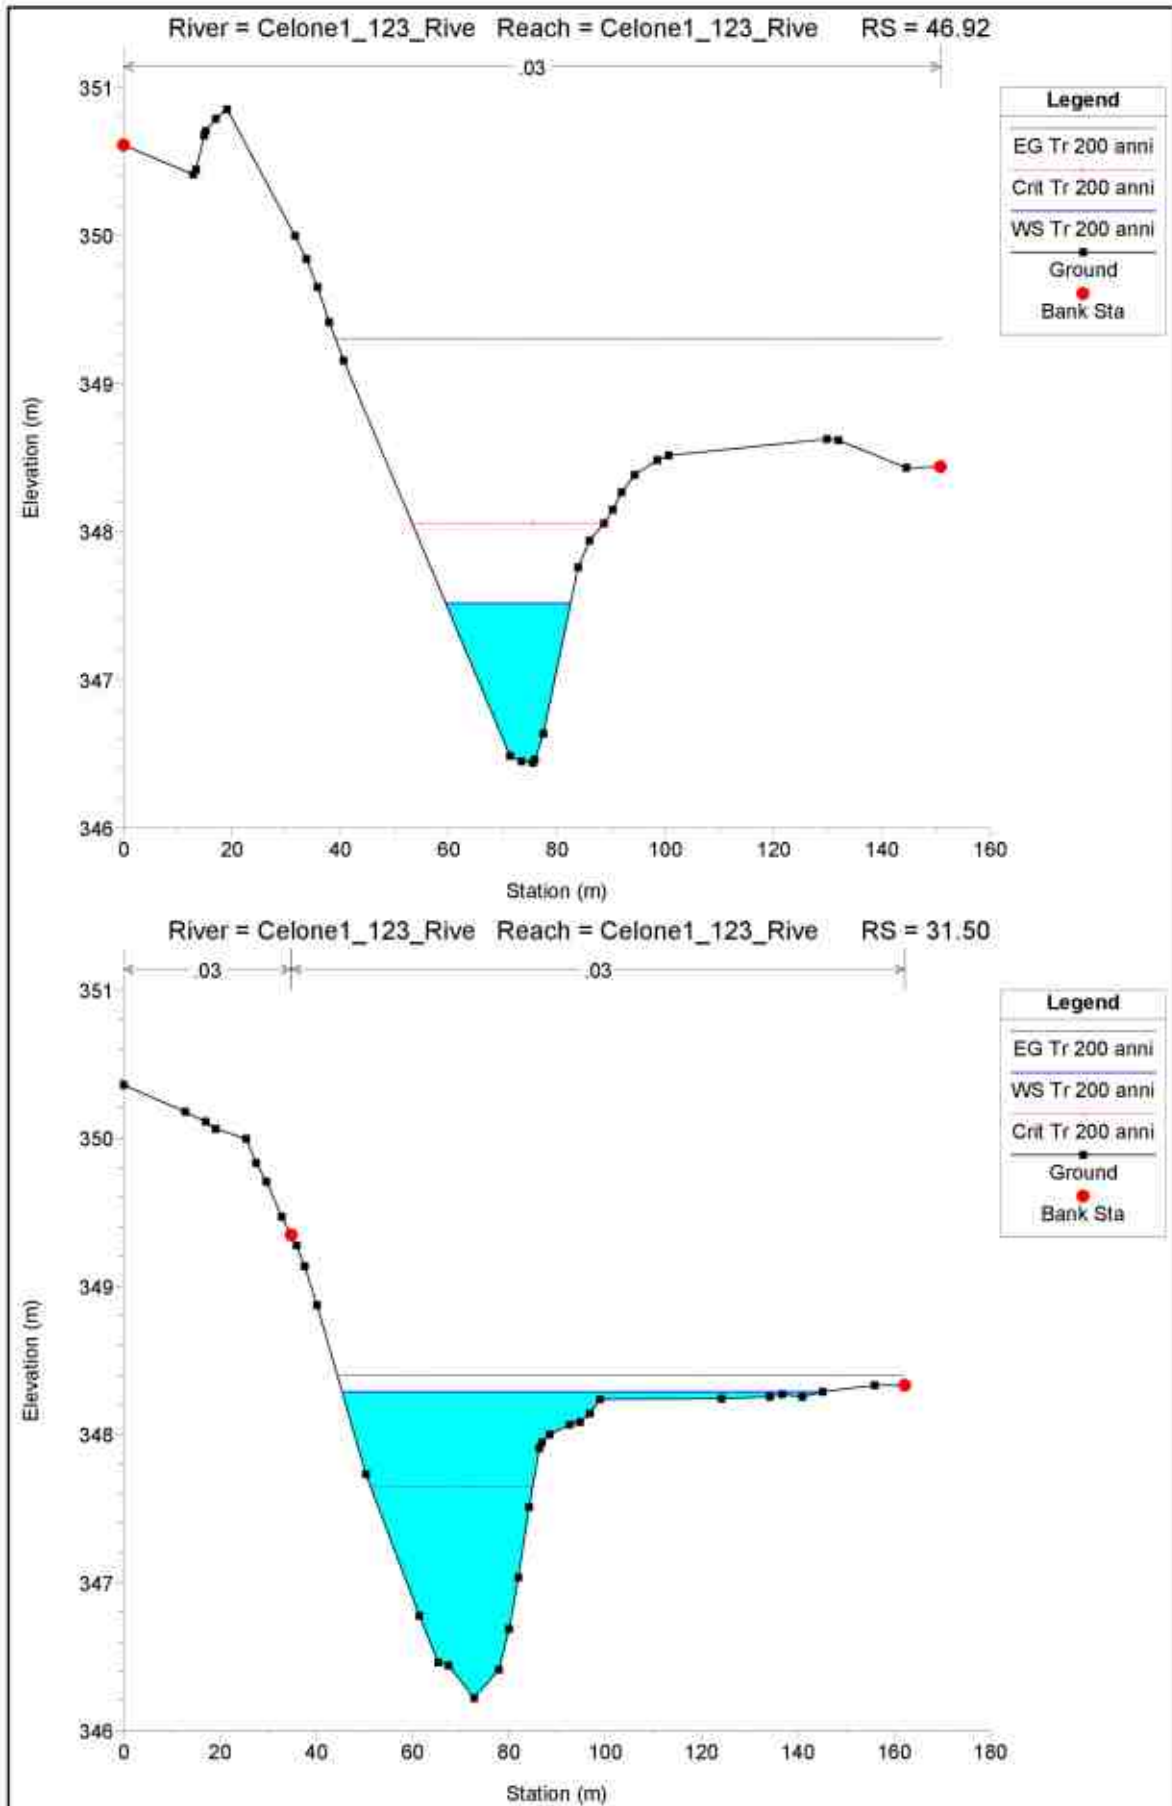 River = Celone1_123_Rive Reach = Celone1_123_Rive RS = 46.92
.03
351
350
349
348
347
346
Elevation (m)
0 20 40 60 80 100 120 140 160
Station (m)
Legend
EG Tr 200 anni
Crit Tr 200 anni
WS Tr 200 anni
Ground
Bank Sta
River = Celone1_123_Rive Reach = Celone1_123_Rive RS = 31.50
.03 .03
351
350
349
348
347
346
Elevation (m)
0 20 40 60 80 100 120 140 160 180
Station (m)
Legend
EG Tr 200 anni
WS Tr 200 anni
Crit Tr 200 anni
Ground
Bank Sta